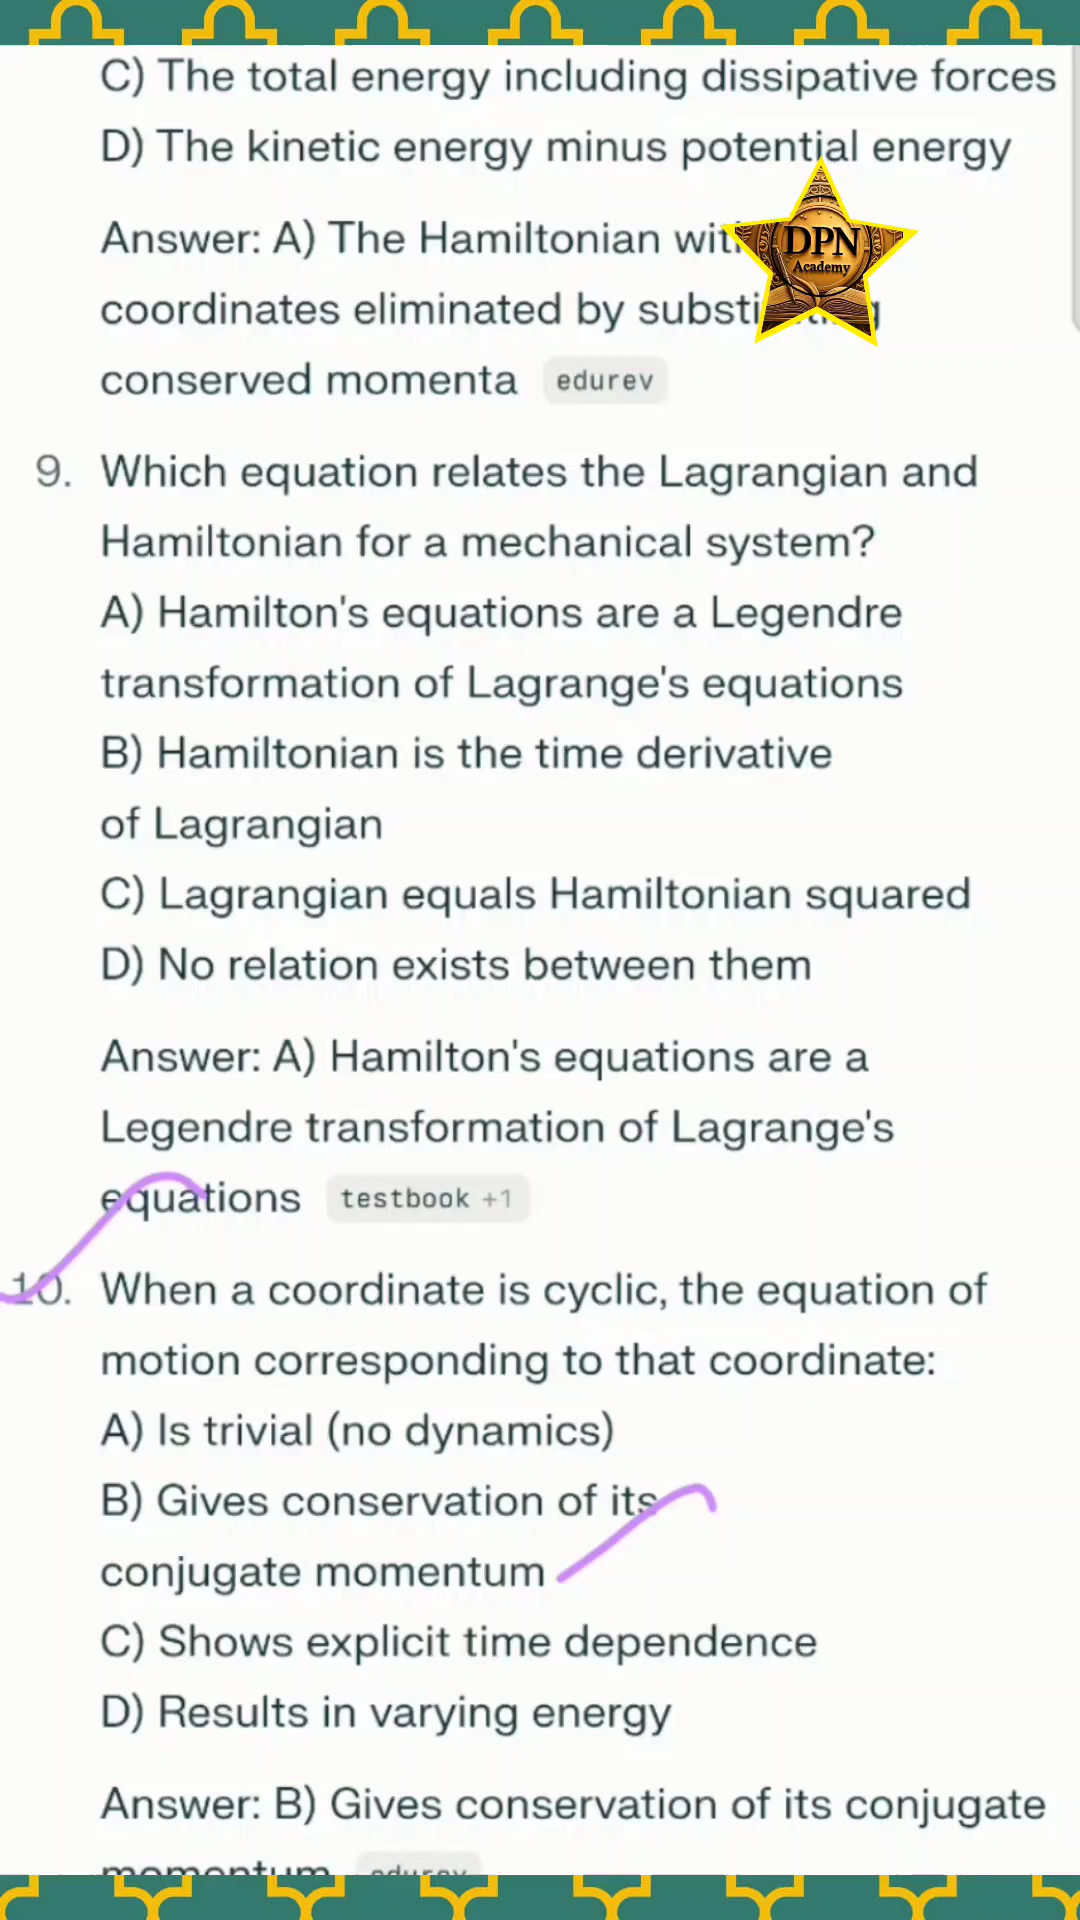 C) The total energy including dissipative forces
D) The kinetic energy minus potential energy
Answer: A) The Hamiltonian
DPN
Academy
coordinates eliminated by
conserved momenta edurev
9. Which equation relates the Lagrangian and
Hamiltonian for a mechanical system?
A) Hamilton's equations are a Legendre
transformation of Lagrange's equations
B) Hamiltonian is the time derivative
of Lagrangian
C) Lagrangian equals Hamiltonian squared
D) No relation exists between them
Answer: A) Hamilton's equations are a
Legendre transformation of Lagrange's
equations testbook +1
10. When a coordinate is cyclic, the equation of
motion corresponding to that coordinate:
A) Is trivial (no dynamics)
B) Gives conservation of its
conjugate momentum
C) Shows explicit time dependence
D) Results in varying energy
Answer: B) Gives conservation of its conjugate
momentum edurev